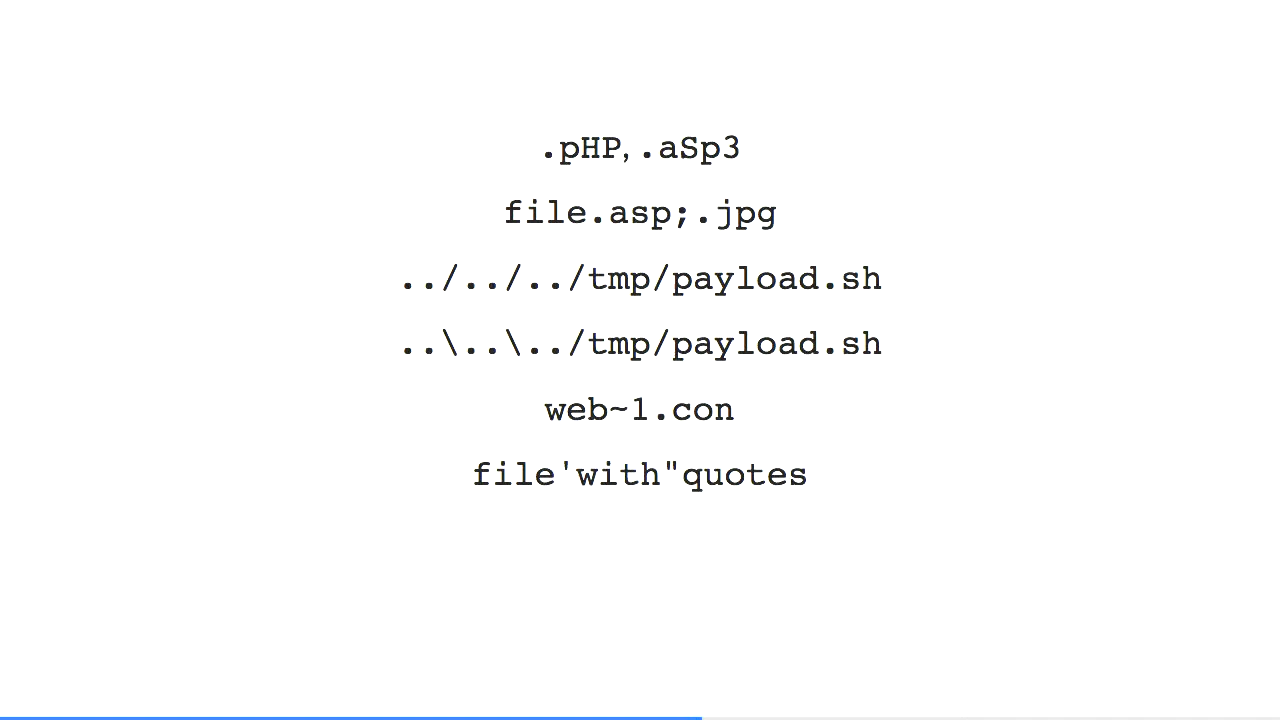 .pHP, .aSp3
file.asp;.jpg
../../../tmp/payload.sh
..\..\../tmp/payload.sh
web~1.con
file'with"quotes